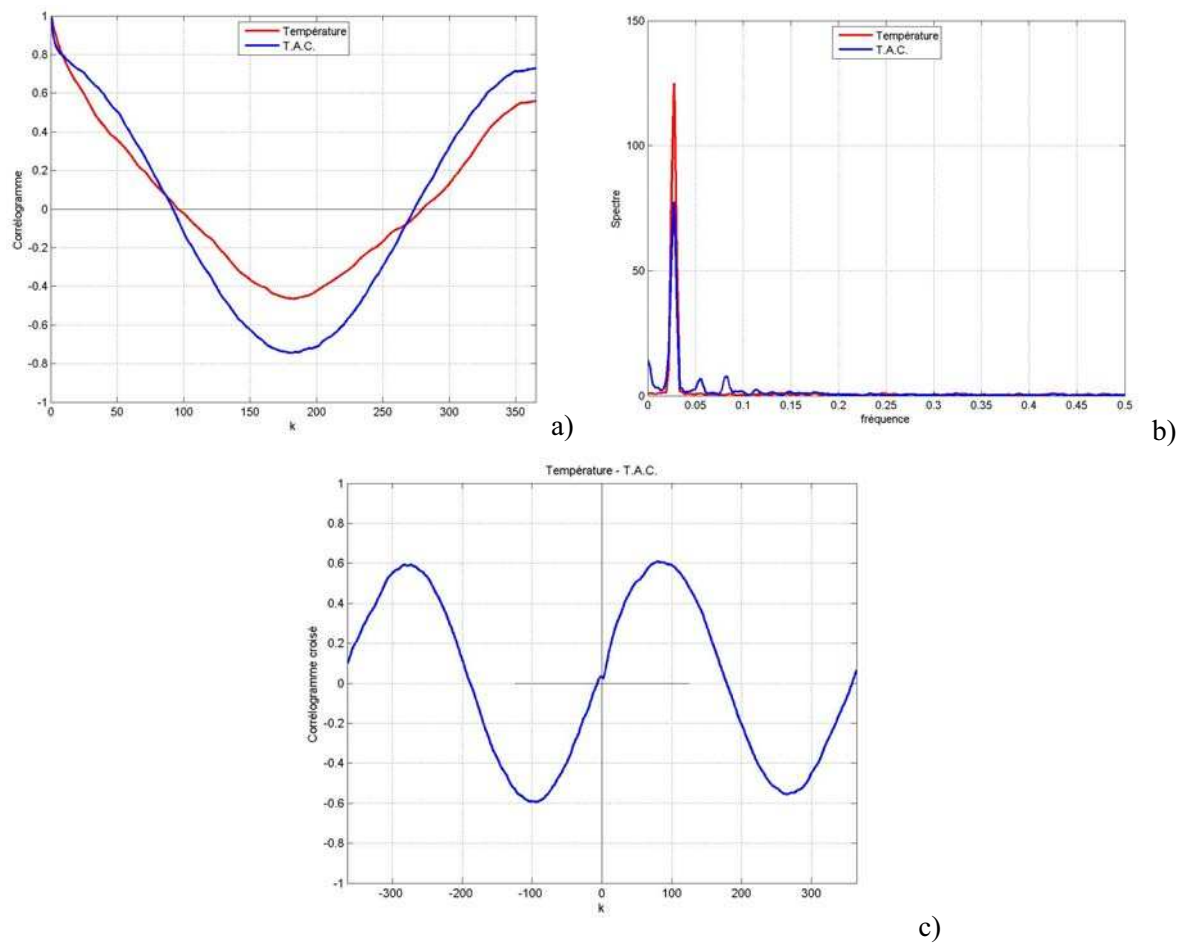 Température
T.A.C.
Corrélogramme
1
0.8
0.6
0.4
0.2
0
-0.2
-0.4
-0.6
-0.8
-1
0 50 100 150 200 250 300 350
k
a)
Température
T.A.C.
Spectre
150
100
50
0
0 0.05 0.1 0.15 0.2 0.25 0.3 0.35 0.4 0.45 0.5
fréquence
b)
Température - T.A.C.
Corrélogramme croisé
1
0.8
0.6
0.4
0.2
0
-0.2
-0.4
-0.6
-0.8
-1
-300 -200 -100 0 100 200 300
k
c)